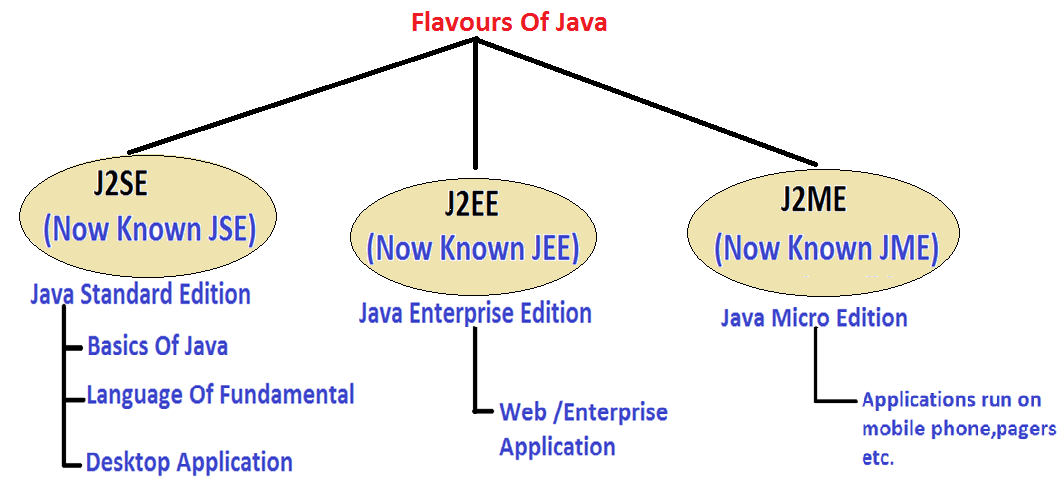 Flavours Of Java
J2SE
(Now Known JSE)
Java Standard Edition
Basics Of Java
Language Of Fundamental
Desktop Application
J2EE
(Now Known JEE)
Java Enterprise Edition
Web /Enterprise
Application
J2ME
(Now Known JME)
Java Micro Edition
Applications run on
mobile phone,pagers
etc.